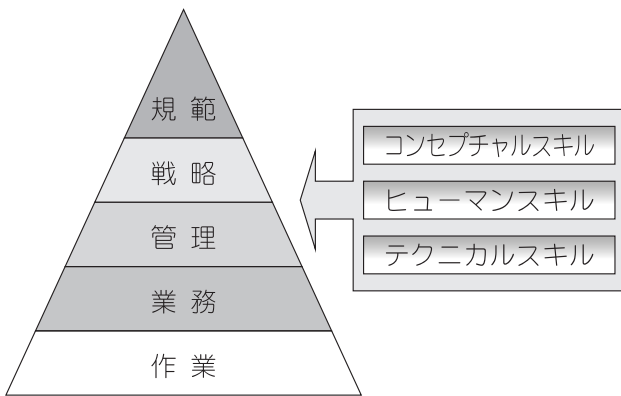 規範
戦略
管理
業務
作業
コンセプチャルスキル
ヒューマンスキル
テクニカルスキル